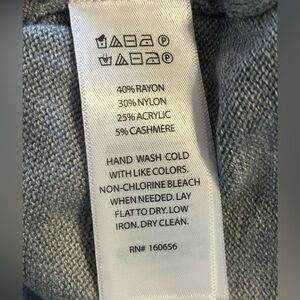 40% RAYON
30% NYLON
25% ACRYLIC
5% CASHMERE
HAND WASH COLD
WITH LIKE COLORS.
NON-CHLORINE BLEACH
WHEN NEEDED. LAY
FLAT TO DRY. LOW
IRON. DRY CLEAN.
RN# 160656